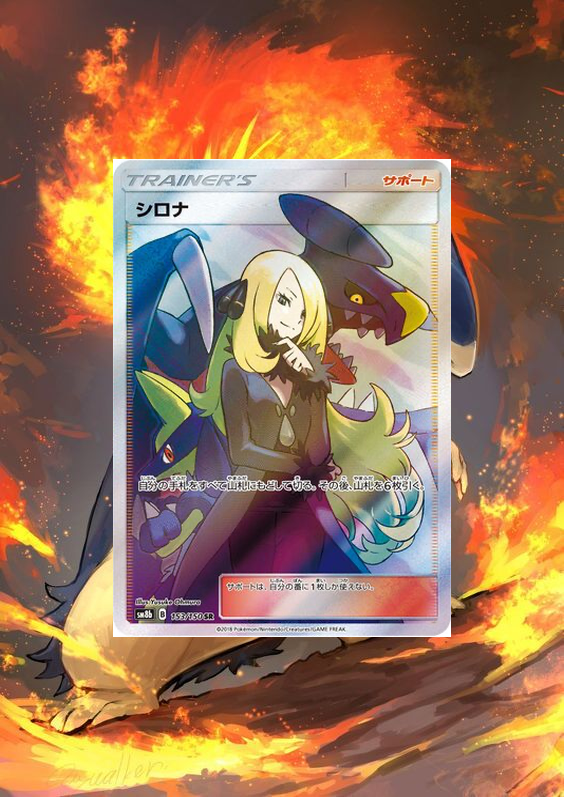 TRAINER'S
サポート
シロナ
自分の手札をすべて山札にもどして切る。その後、山札を6枚引く。
サポートは、自分の番に1枚しか使えない。
Illus. Yusuke Ohmura
SM8b D 153/150 SR
©2018 Pokémon/Nintendo/Creatures/GAME FREAK.